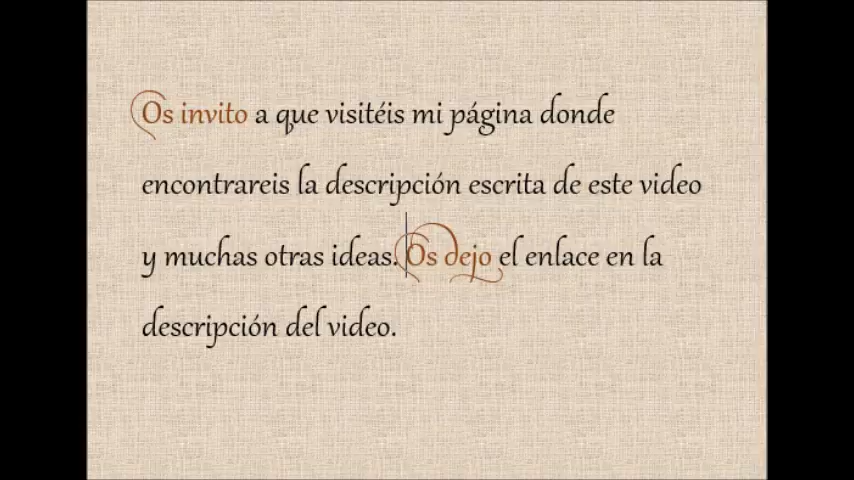 Os invito a que visitéis mi página donde
encontrareis la descripción escrita de este video
y muchas otras ideas. Os dejo el enlace en la
descripción del video.